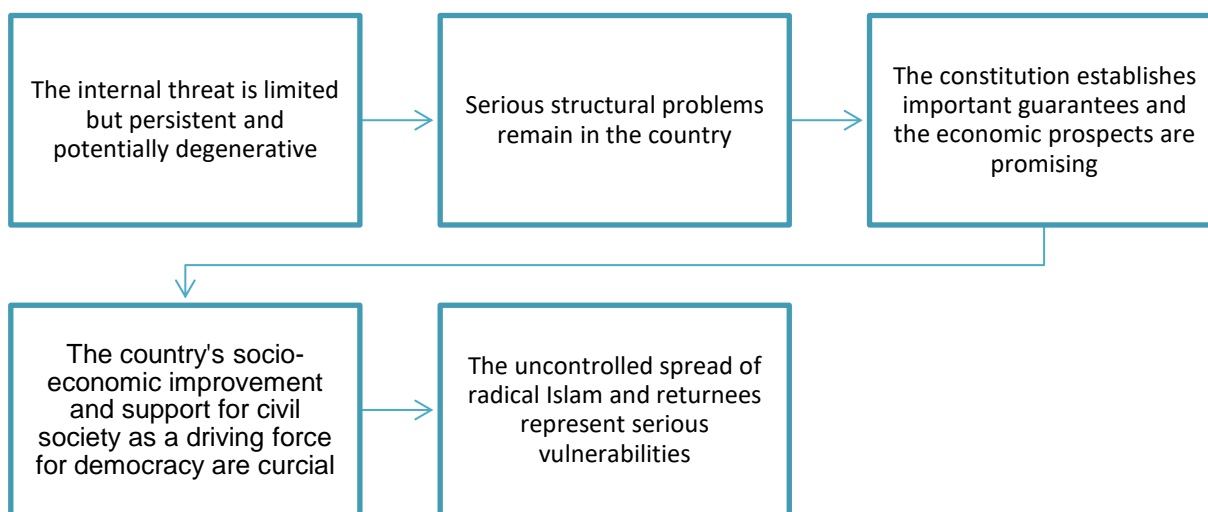 The internal threat is limited
but persistent and
potentially degenerative
Serious structural problems
remain in the country
The constitution establishes
important guarantees and
the economic prospects are
promising
The country's socio-
economic improvement
and support for civil
society as a driving force
for democracy are curcial
The uncontrolled spread of
radical Islam and returnees
represent serious
vulnerabilities